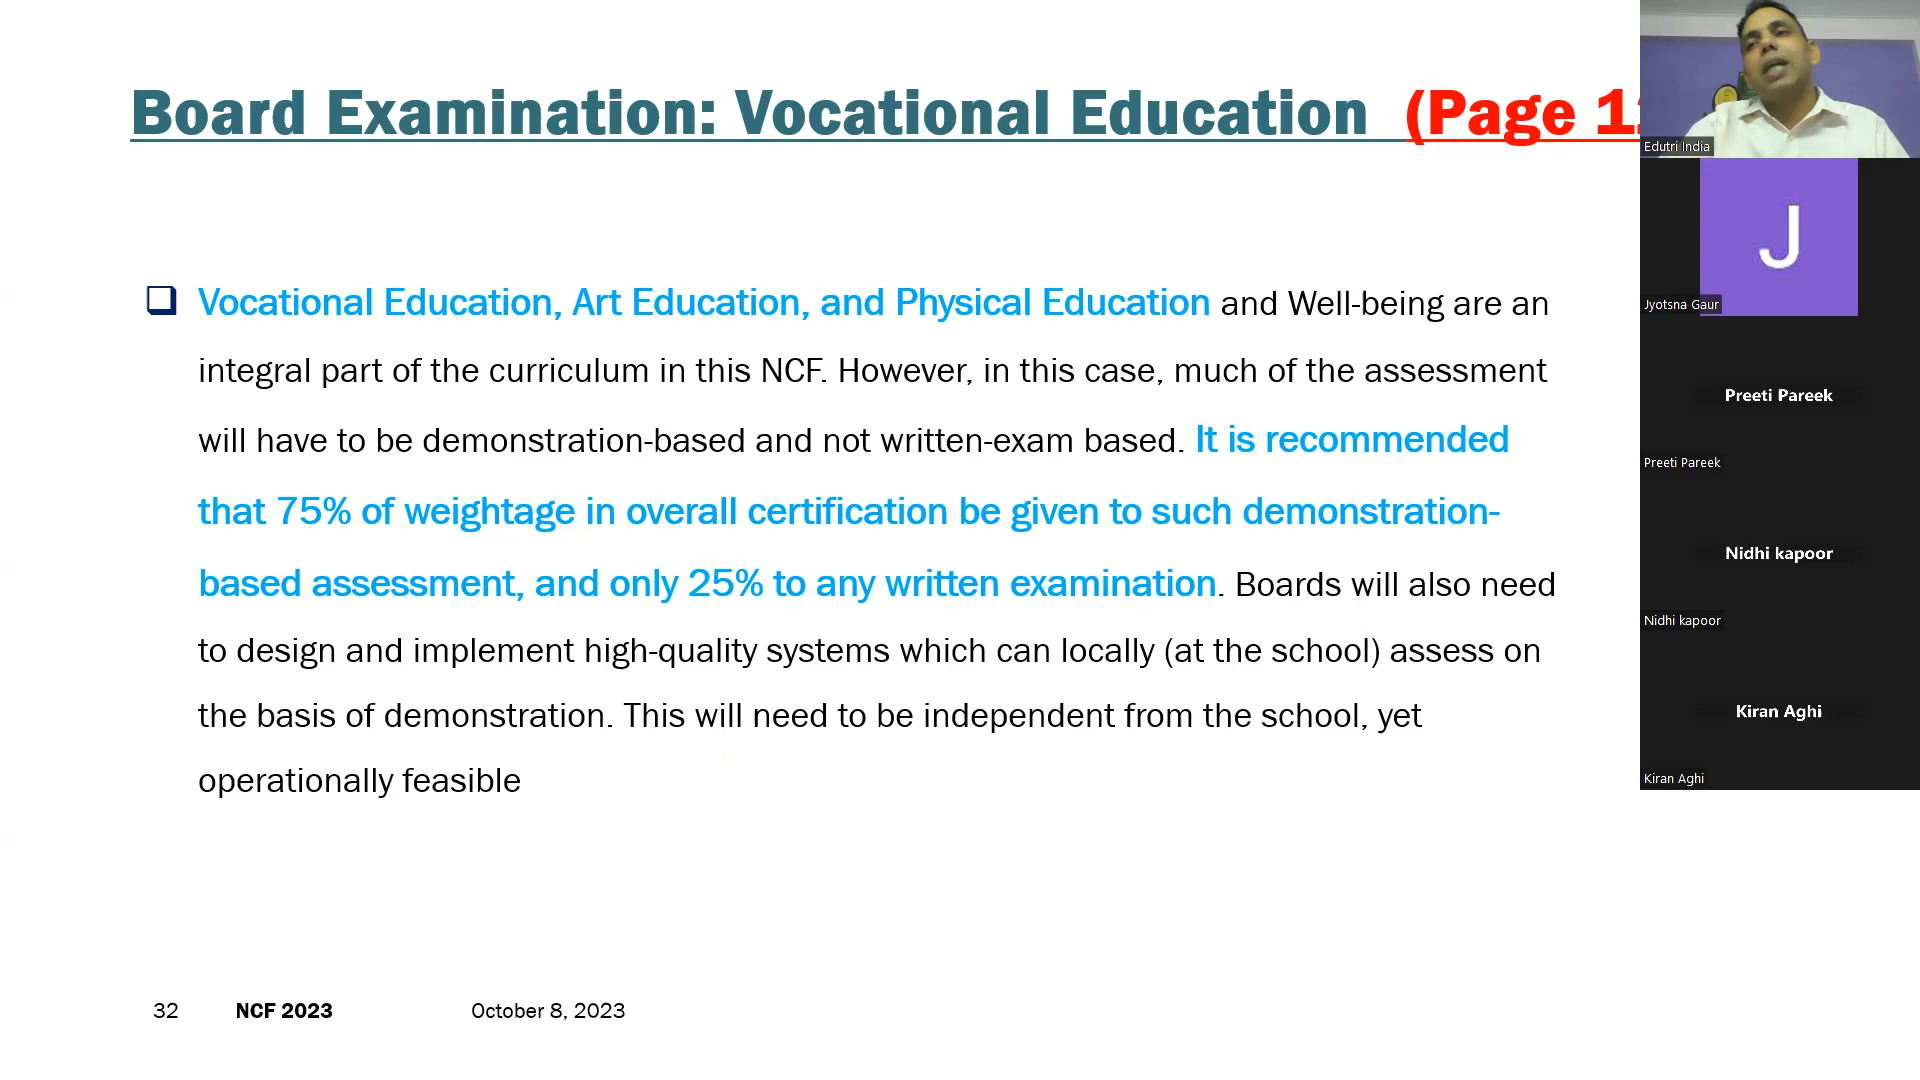 Board Examination: Vocational Education (Page
Vocational Education, Art Education, and Physical Education and Well-being are an
integral part of the curriculum in this NCF. However, in this case, much of the assessment
will have to be demonstration-based and not written-exam based. It is recommended
that 75% of weightage in overall certification be given to such demonstration-
based assessment, and only 25% to any written examination. Boards will also need
to design and implement high-quality systems which can locally (at the school) assess on
the basis of demonstration. This will need to be independent from the school, yet
operationally feasible
32 NCF 2023 October 8, 2023
Edutri India
J
Jyotsna Gaur
Preeti Pareek
Preeti Pareek
Nidhi kapoor
Nidhi kapoor
Kiran Aghi
Kiran Aghi